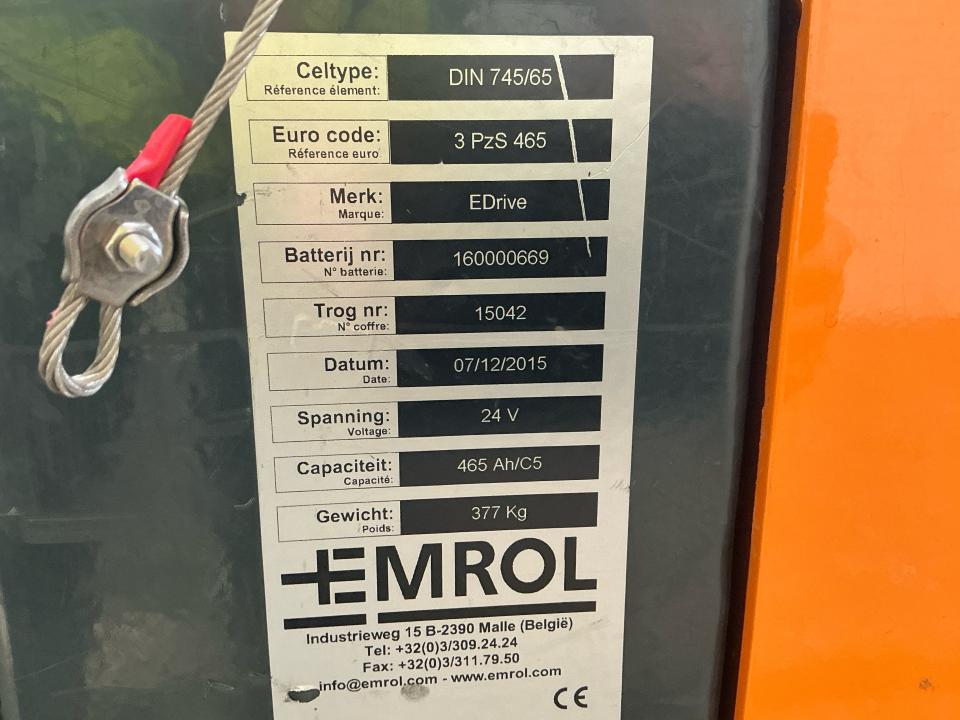 Celtype: DIN 745/65
Réference élement:
Euro code: 3 PzS 465
Réference euro
Merk: EDrive
Marque:
Batterij nr: 160000669
N° batterie:
Trog nr: 15042
N° coffre:
Datum: 07/12/2015
Date:
Spanning: 24 V
Voltage:
Capaciteit: 465 Ah/C5
Capacité:
Gewicht: 377 Kg
Poids:
EMROL
Industrieweg 15 B-2390 Malle (België)
Tel: +32(0)3/309.24.24
Fax: +32(0)3/311.79.50
info@emrol.com - www.emrol.com
CE